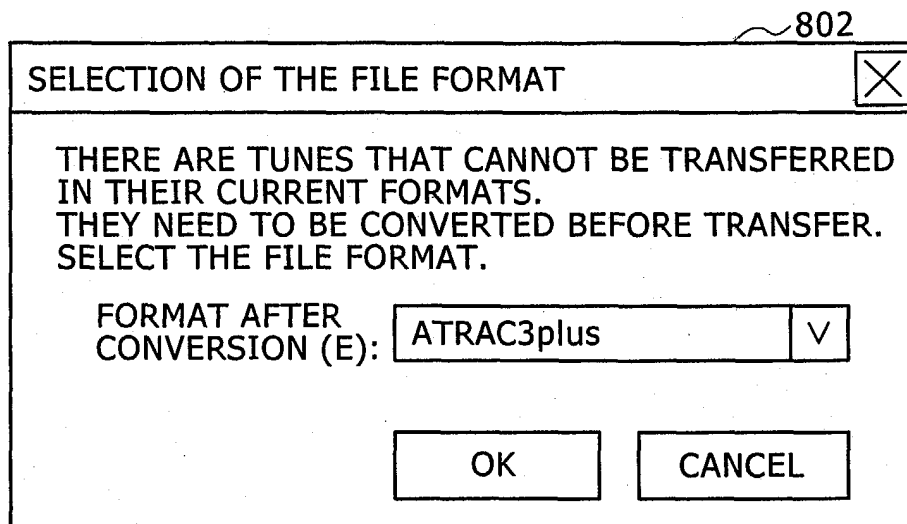 802
SELECTION OF THE FILE FORMAT
THERE ARE TUNES THAT CANNOT BE TRANSFERRED
IN THEIR CURRENT FORMATS.
THEY NEED TO BE CONVERTED BEFORE TRANSFER.
SELECT THE FILE FORMAT.
FORMAT AFTER
CONVERSION (E): ATRAC3plus
OK CANCEL